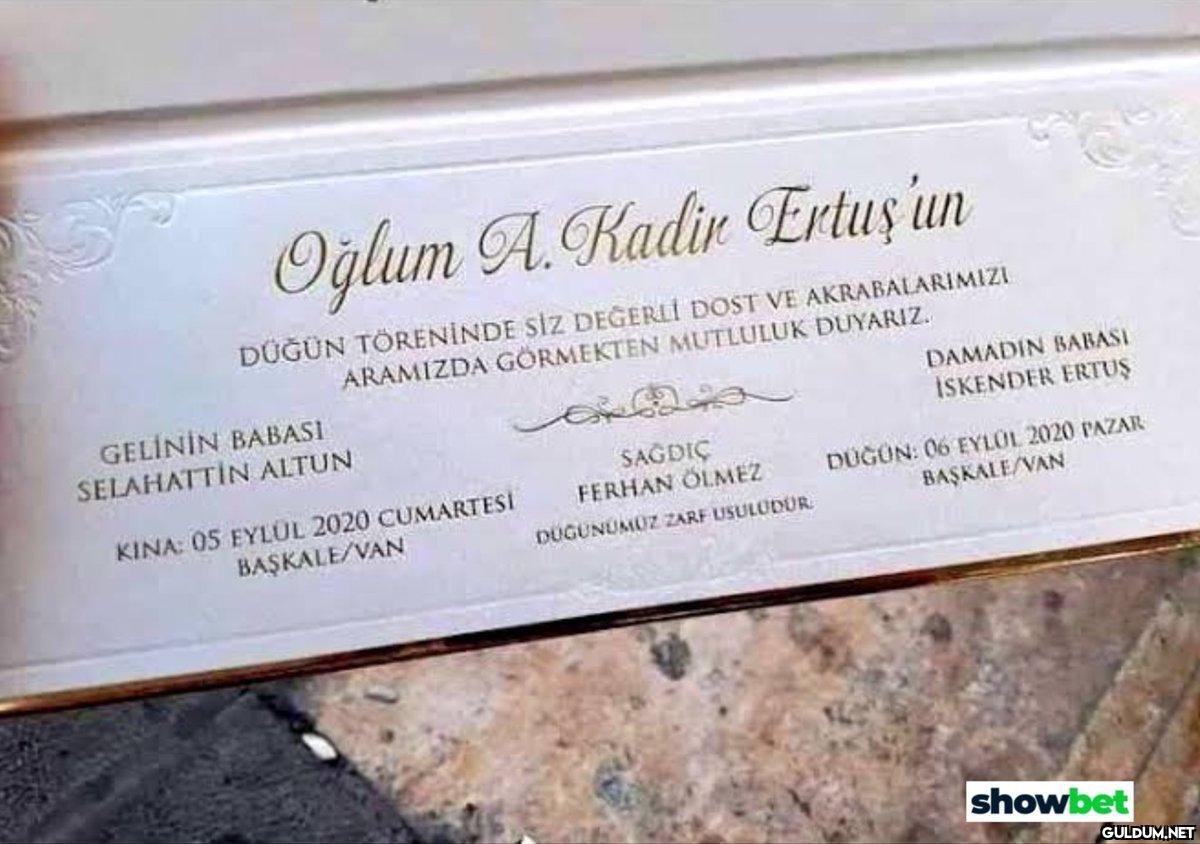 Oğlum A. Kadir Ertuş'un
DÜĞÜN TÖRENİNDE SİZ DEĞERLİ DOST VE AKRABALARIMIZI
ARAMIZDA GÖRMEKTEN MUTLULUK DUYARIZ.
GELİNİN BABASI
SELAHATTİN ALTUN
DAMADIN BABASI
İSKENDER ERTUŞ
SAĞDIÇ
FERHAN ÖLMEZ
KINA: 05 EYLÜL 2020 CUMARTESİ
BAŞKALE/VAN
DÜĞÜNÜMÜZ ZARF USULÜDÜR.
DÜĞÜN: 06 EYLÜL 2020 PAZAR
BAŞKALE/VAN
showbet
GULDUM.NET